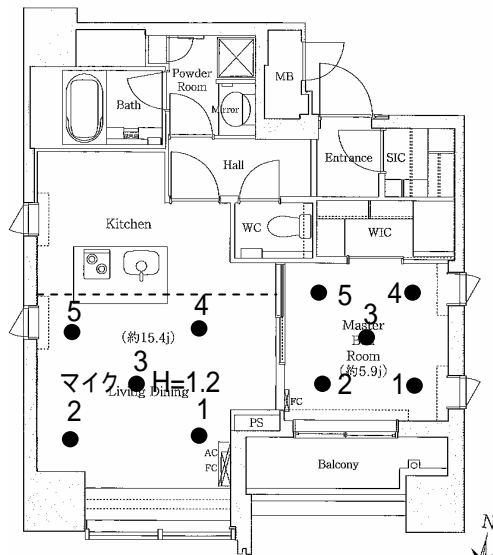 Powder
Room
MB
Bath
Mirror
Entrance
SIC
Hall
WC
WIC
Kitchen
5
4
5
4
(約15.4j)
3
Master
Bed
Room
(約5.9j)
3
マイク H=1.2
Living Dining
2
1
FC
2
1
PS
AC
FC
Balcony
N